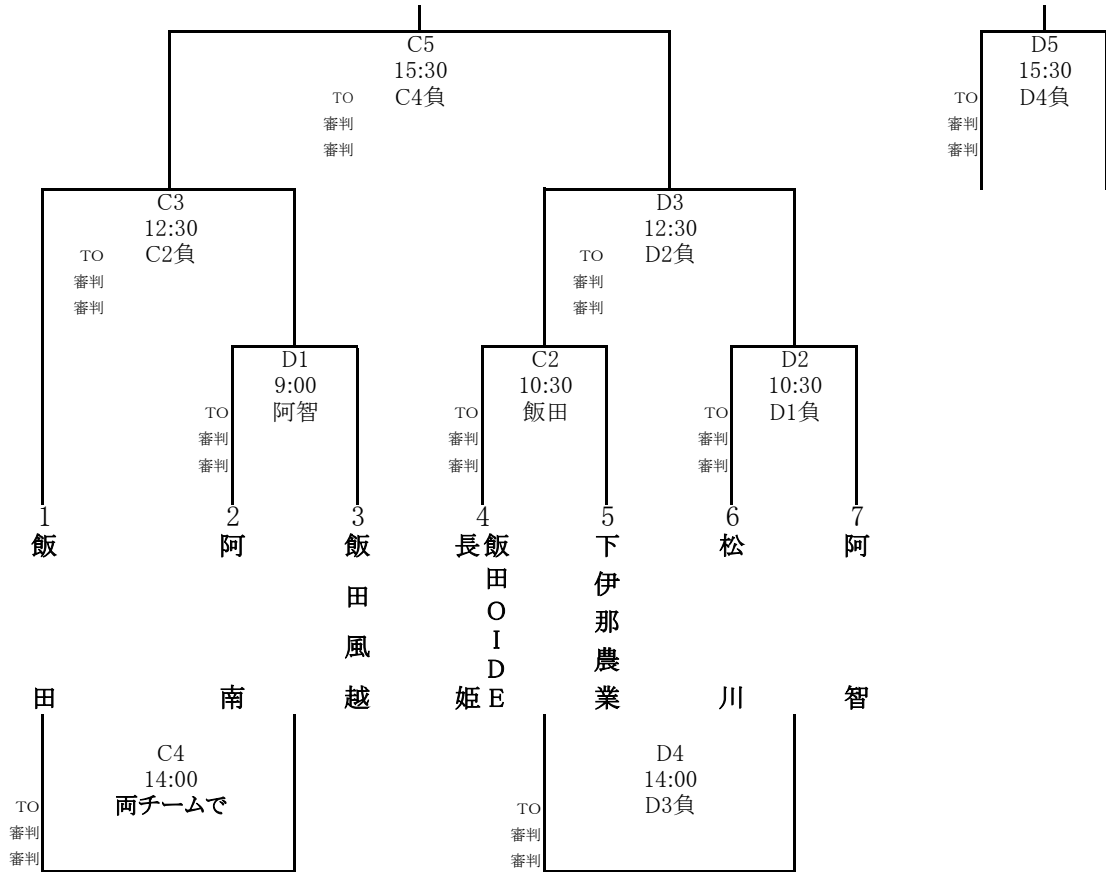 C5
15:30
TO C4負
審判
審判
D5
15:30
TO D4負
審判
審判
C3
12:30
TO C2負
審判
審判
D3
12:30
TO D2負
審判
審判
D1
9:00
TO 阿智
審判
審判
C2
10:30
TO 飯田
審判
審判
D2
10:30
TO D1負
審判
審判
1
飯田
2
阿南
3
飯田風越
4
飯田OIDE
長姫
5
下伊那農業
6
松川
7
阿智
C4
14:00
TO 両チームで
審判
審判
D4
14:00
TO D3負
審判
審判